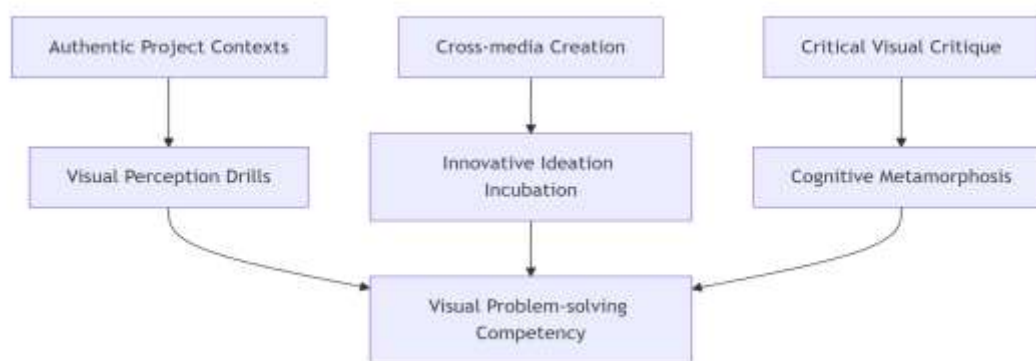 Authentic Project Contexts
Cross-media Creation
Critical Visual Critique
Visual Perception Drills
Innovative Ideation
Incubation
Cognitive Metamorphosis
Visual Problem-solving
Competency